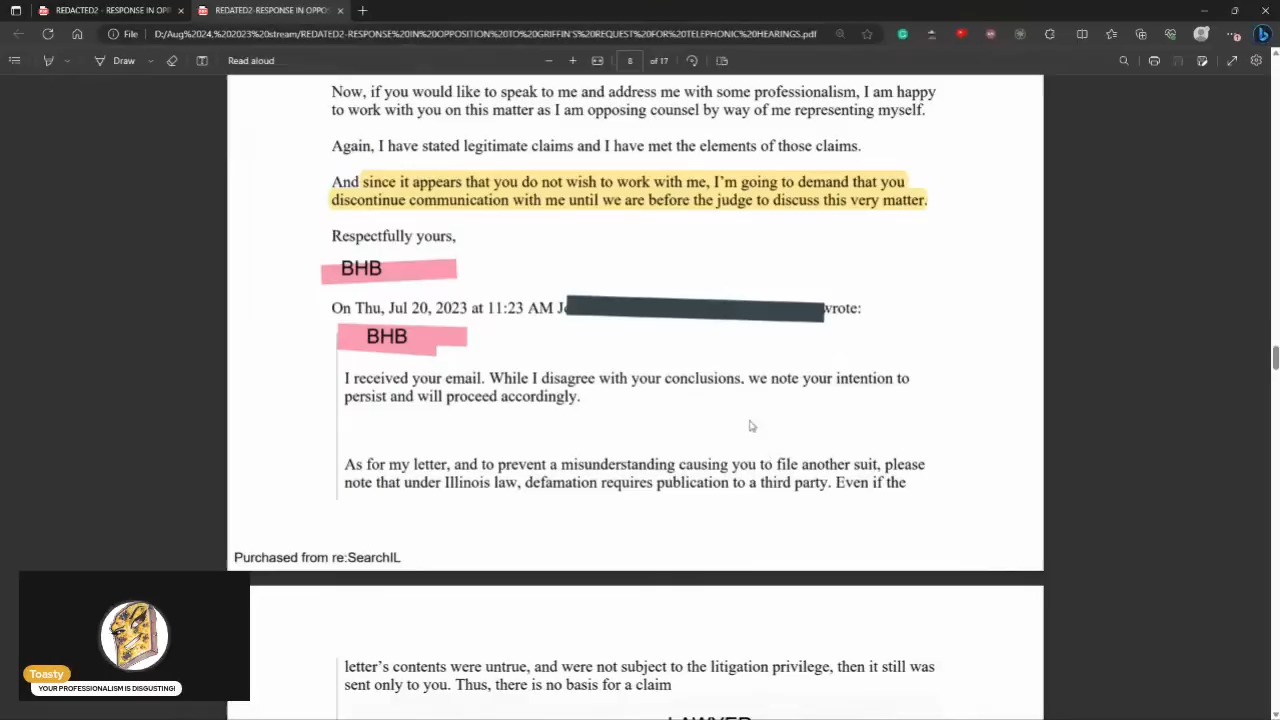 REDACTED2 - RESPONSE IN OPP
REDATED2-RESPONSE IN OPPOS
File
D:/Aug%2024,%202023%20stream/REDATED2-RESPONSE%20IN%20OPPOSITION%20TO%20GRIFFIN'S%20REQUEST%20FOR%20TELEPHONIC%20HEARINGS.pdf
Draw
Read aloud
8 of 17
Now, if you would like to speak to me and address me with some professionalism, I am happy
to work with you on this matter as I am opposing counsel by way of me representing myself.
Again, I have stated legitimate claims and I have met the elements of those claims.
And since it appears that you do not wish to work with me, I'm going to demand that you
discontinue communication with me until we are before the judge to discuss this very matter.
Respectfully yours,
BHB
On Thu, Jul 20, 2023 at 11:23 AM Jo wrote:
BHB
I received your email. While I disagree with your conclusions, we note your intention to
persist and will proceed accordingly.
As for my letter, and to prevent a misunderstanding causing you to file another suit, please
note that under Illinois law, defamation requires publication to a third party. Even if the
Purchased from re:SearchIL
letter's contents were untrue, and were not subject to the litigation privilege, then it still was
sent only to you. Thus, there is no basis for a claim
LAWYER
Toasty
YOUR PROFESSIONALISM IS DISGUSTING!